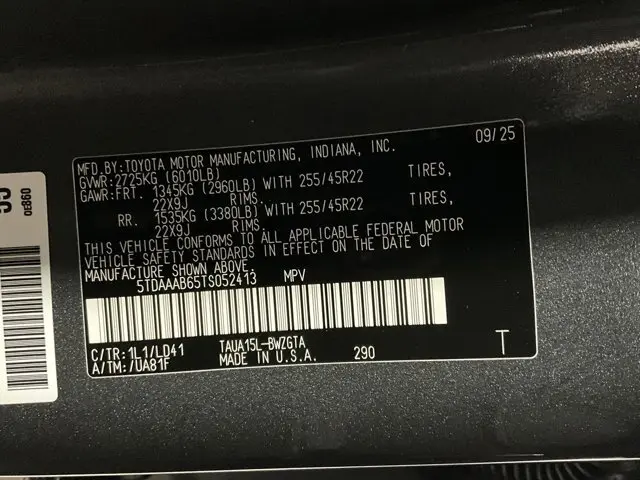 09/25
MFD.BY:TOYOTA MOTOR MANUFACTURING, INDIANA, INC.
GVWR:2725KG (6010LB)
GAWR:FRT. 1345KG (2960LB) WITH 255/45R22 TIRES,
22X9J RIMS.
RR. 1535KG (3380LB) WITH 255/45R22 TIRES,
22X9J RIMS.
THIS VEHICLE CONFORMS TO ALL APPLICABLE FEDERAL MOTOR
VEHICLE SAFETY STANDARDS IN EFFECT ON THE DATE OF
MANUFACTURE SHOWN ABOVE.
5TDAAAB65TS052413 MPV
C/TR:1L1/LD41 TAUA15L-BWZGTA T
A/TM:/UA81F MADE IN U.S.A. 290
0E860